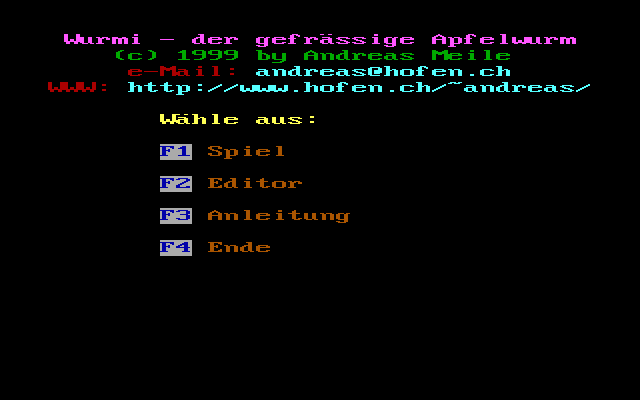 Wurmi - der gefrässige Apfelwurm
(c) 1999 by Andreas Meile
e-Mail: andreas@hofen.ch
WWW: http://www.hofen.ch/~andreas/
Wähle aus:
F1 Spiel
F2 Editor
F3 Anleitung
F4 Ende